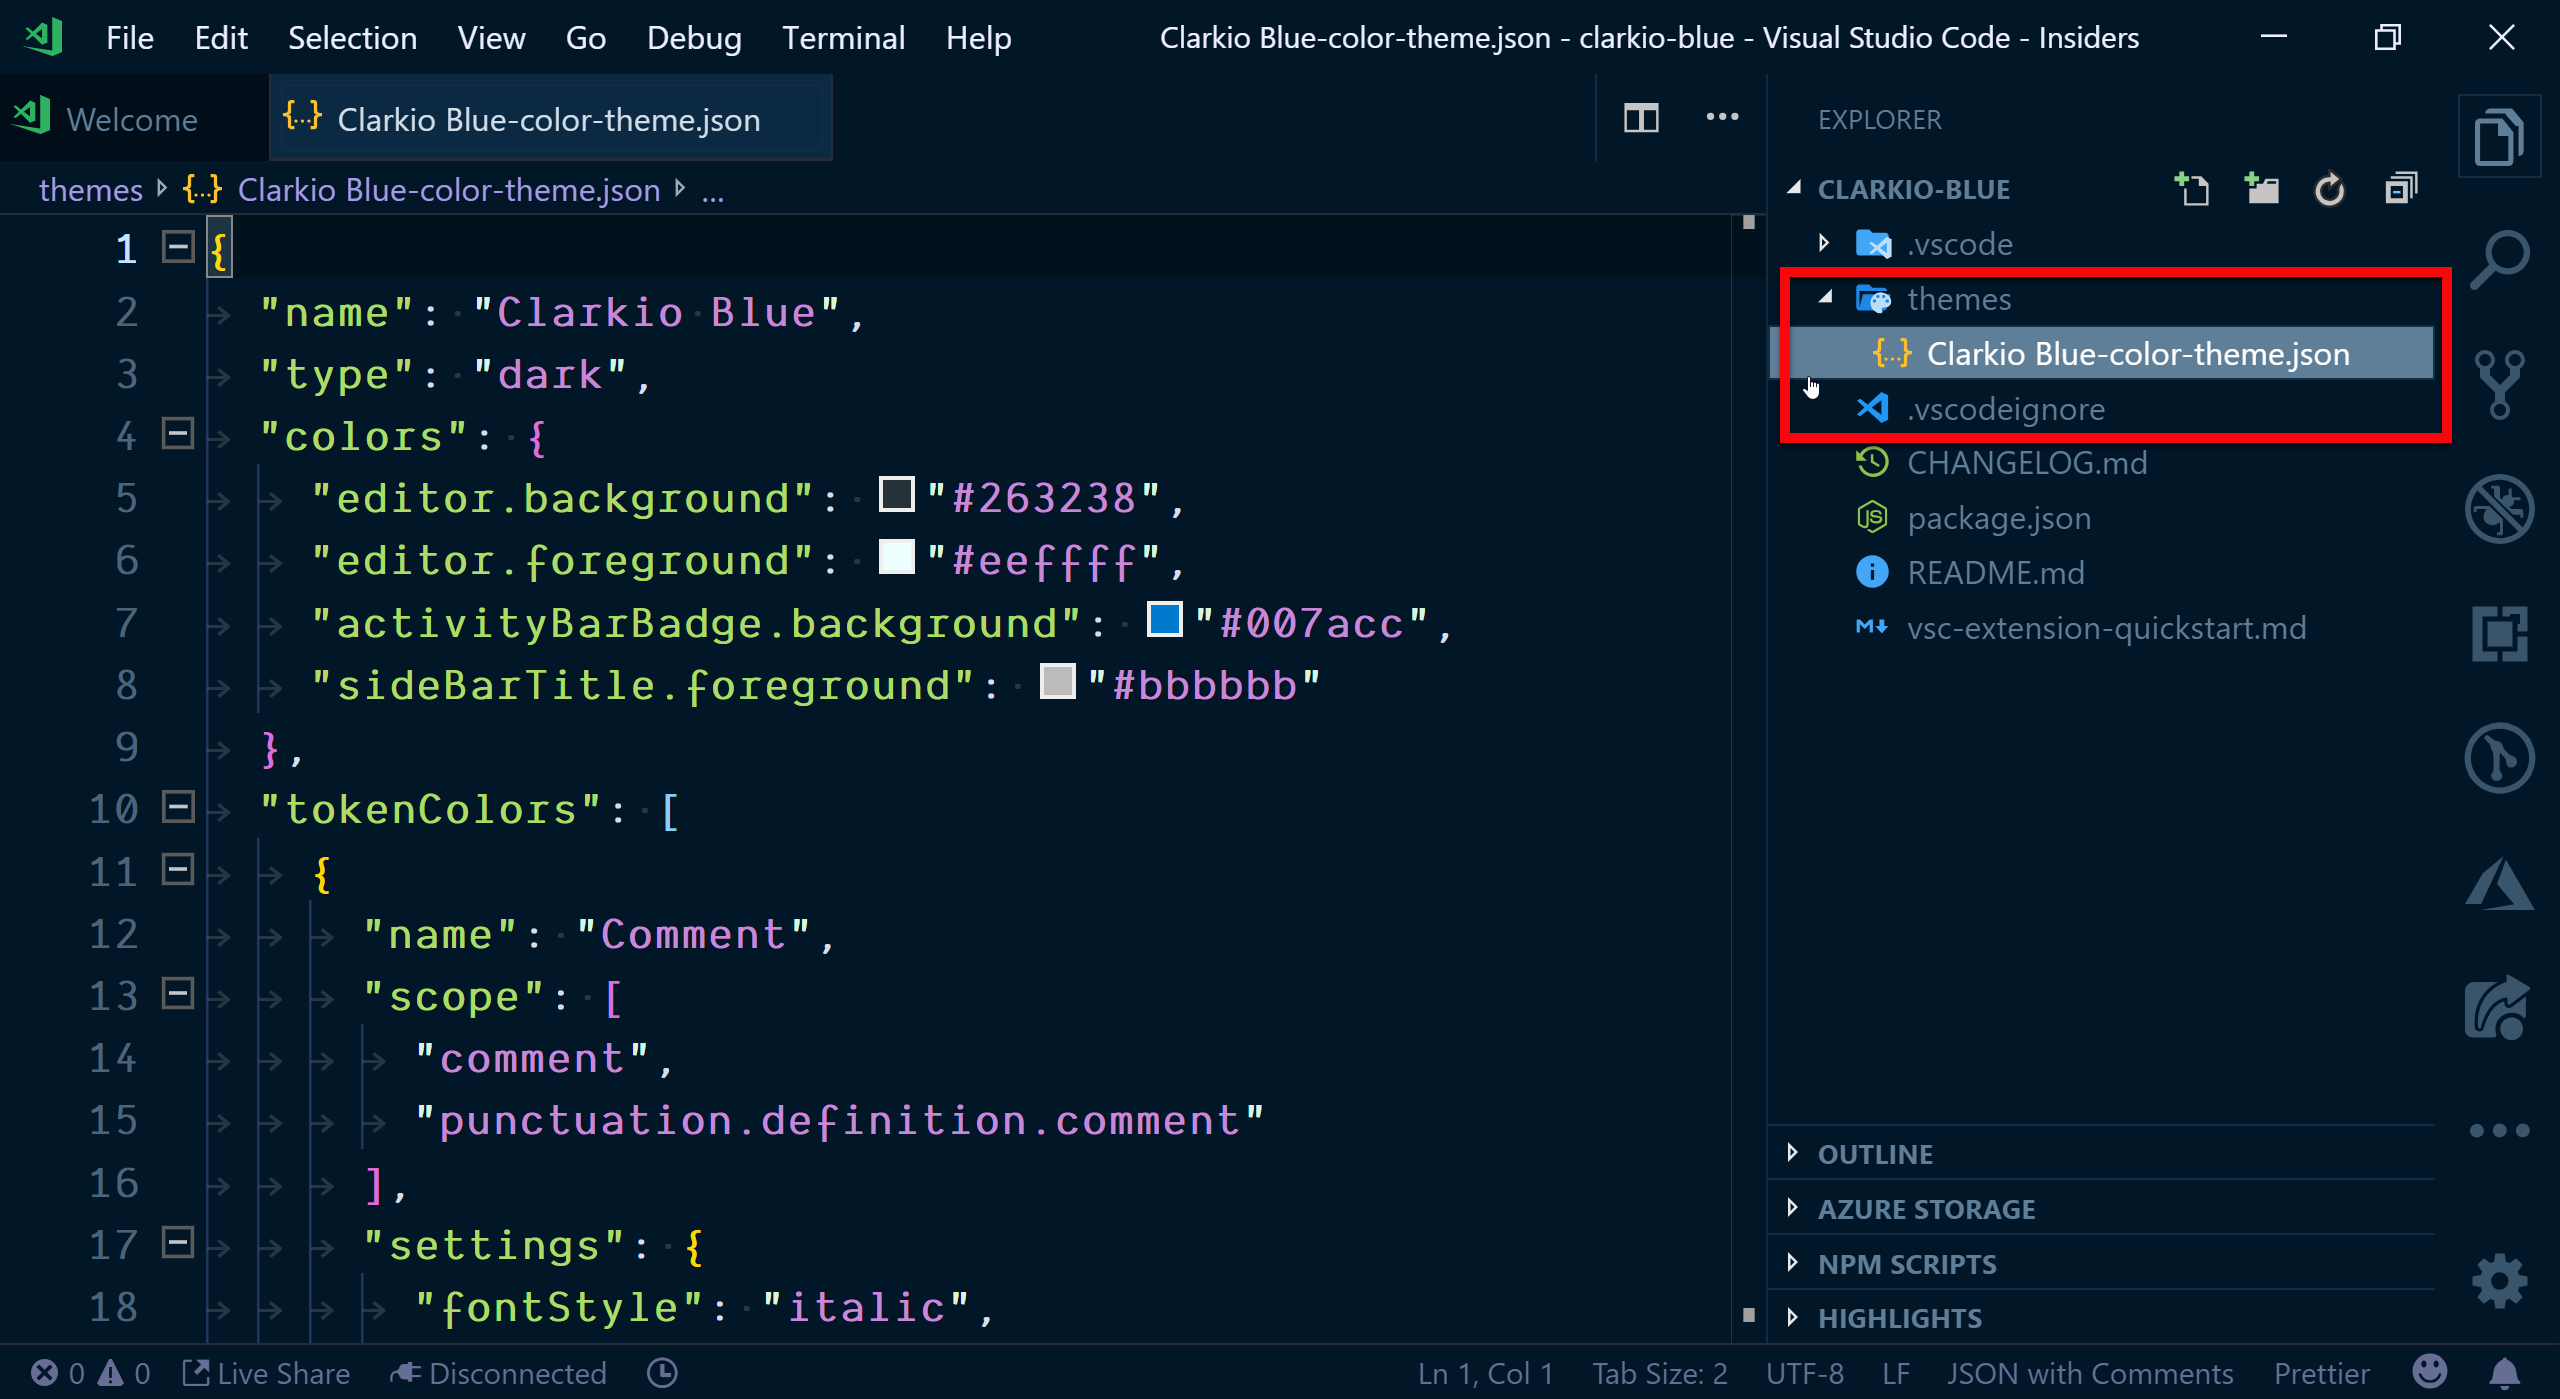 File Edit Selection View Go Debug Terminal Help Clarkio Blue-color-theme.json - clarkio-blue - Visual Studio Code - Insiders
Welcome {...} Clarkio Blue-color-theme.json
themes {...} Clarkio Blue-color-theme.json ...
1 {
2 "name": "Clarkio Blue",
3 "type": "dark",
4 "colors": {
5 "editor.background": "#263238",
6 "editor.foreground": "#eeffff",
7 "activityBarBadge.background": "#007acc",
8 "sideBarTitle.foreground": "#bbbbbb"
9 },
10 "tokenColors": [
11 {
12 "name": "Comment",
13 "scope": [
14 "comment",
15 "punctuation.definition.comment"
16 ],
17 "settings": {
18 "fontStyle": "italic",
EXPLORER
CLARKIO-BLUE
.vscode
themes
{...} Clarkio Blue-color-theme.json
.vscodeignore
CHANGELOG.md
JS package.json
i README.md
M vsc-extension-quickstart.md
OUTLINE
AZURE STORAGE
NPM SCRIPTS
HIGHLIGHTS
0 0 Live Share Disconnected Ln 1, Col 1 Tab Size: 2 UTF-8 LF JSON with Comments Prettier